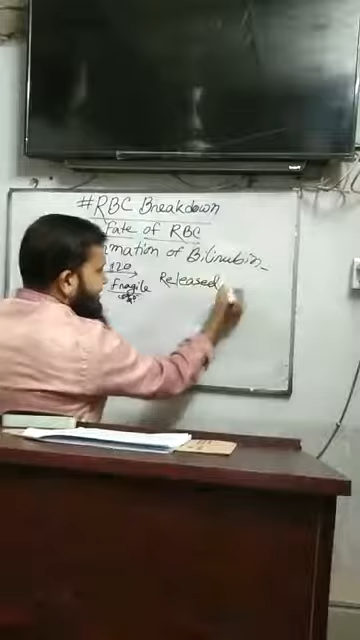 # RBC Breakdown
fate of RBC
mation of Bilirubin
120
fragile Released